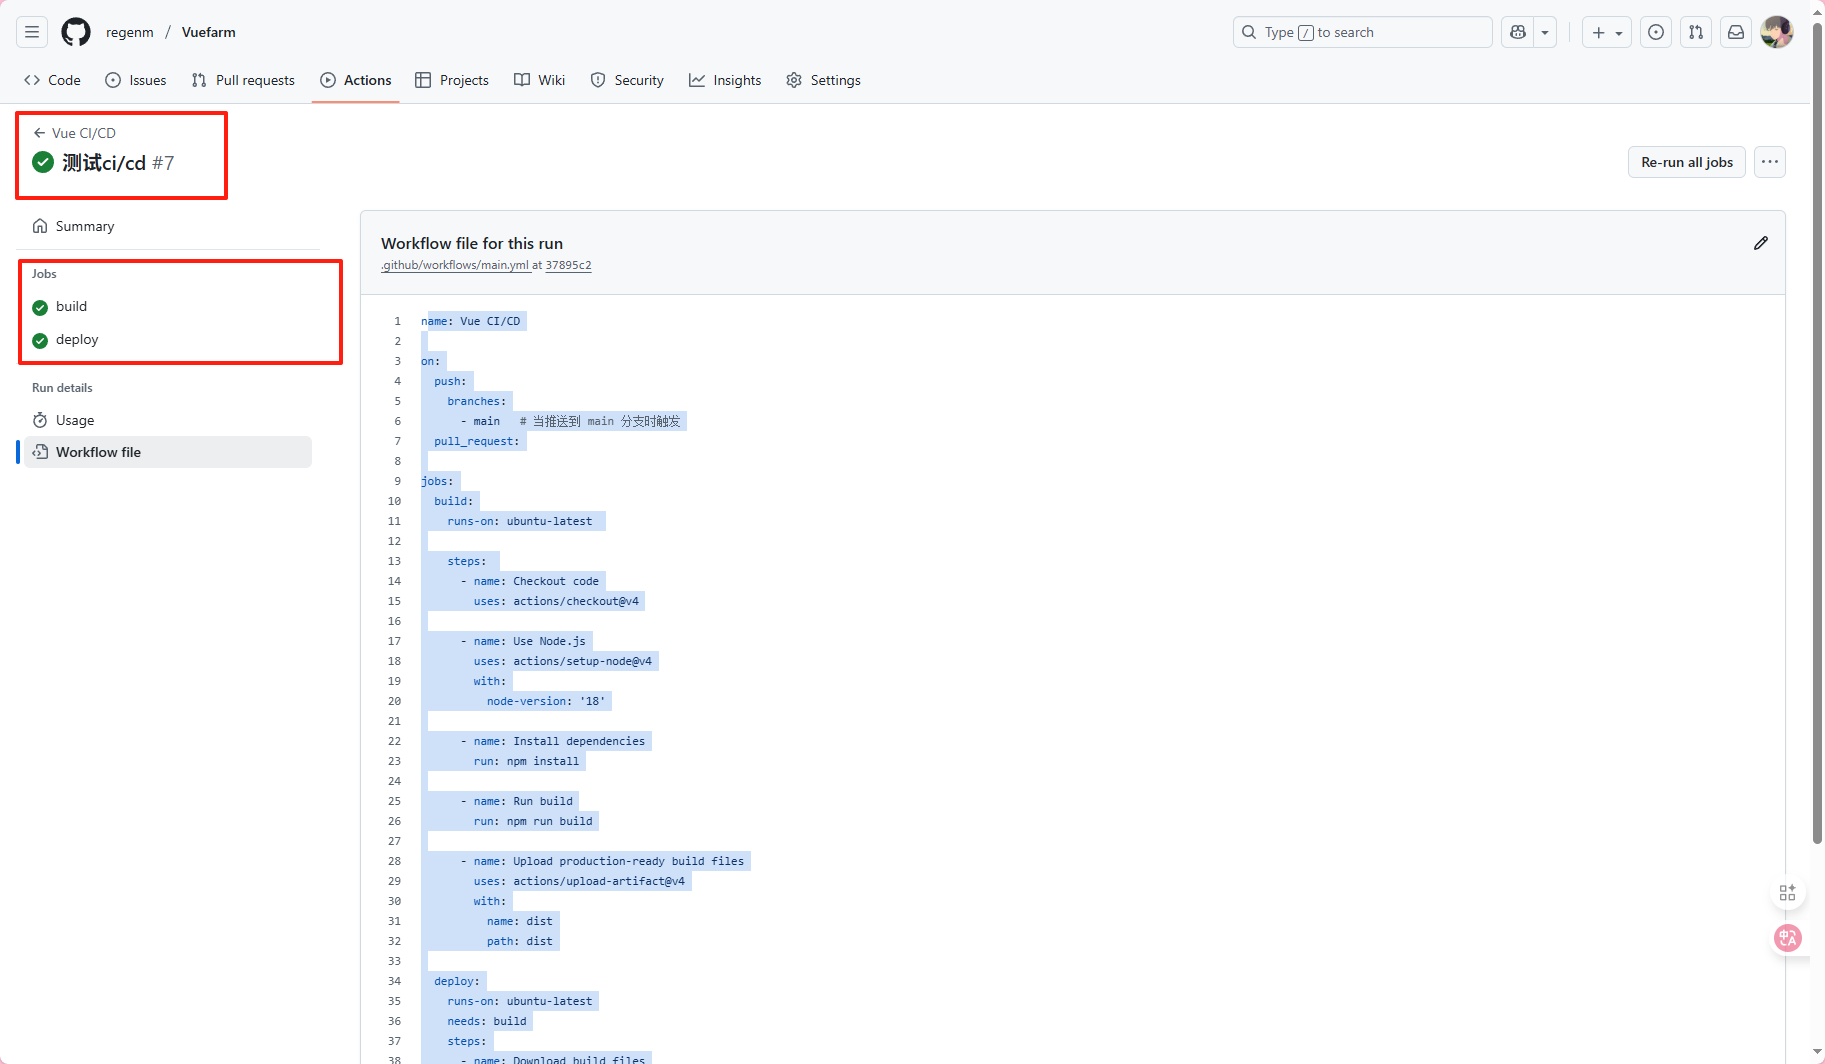 regenm / Vuefarm
Type / to search
Code
Issues
Pull requests
Actions
Projects
Wiki
Security
Insights
Settings
← Vue CI/CD
测试ci/cd #7
Re-run all jobs
Summary
Jobs
build
deploy
Run details
Usage
Workflow file
Workflow file for this run
.github/workflows/main.yml at 37895c2
1 name: Vue CI/CD
2
3 on:
4 push:
5 branches:
6 - main # 当推送到 main 分支时触发
7 pull_request:
8
9 jobs:
10 build:
11 runs-on: ubuntu-latest
12
13 steps:
14 - name: Checkout code
15 uses: actions/checkout@v4
16
17 - name: Use Node.js
18 uses: actions/setup-node@v4
19 with:
20 node-version: '18'
21
22 - name: Install dependencies
23 run: npm install
24
25 - name: Run build
26 run: npm run build
27
28 - name: Upload production-ready build files
29 uses: actions/upload-artifact@v4
30 with:
31 name: dist
32 path: dist
33
34 deploy:
35 runs-on: ubuntu-latest
36 needs: build
37 steps:
38 - name: Download build files